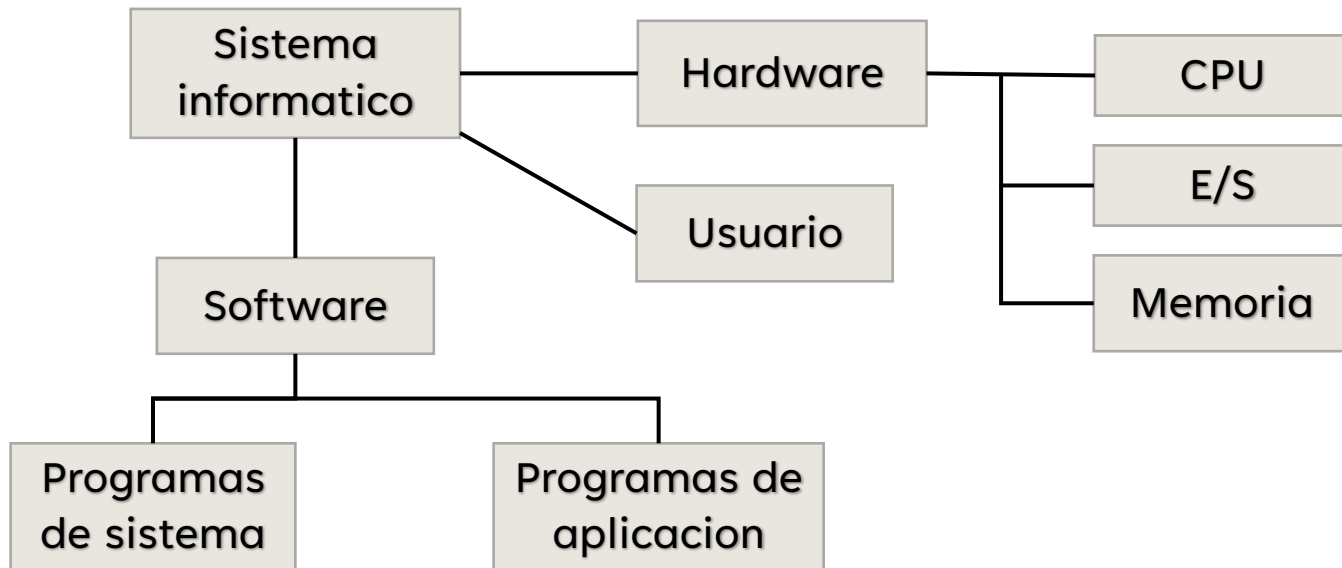 Sistema
informatico
Hardware
CPU
E/S
Usuario
Memoria
Software
Programas
de sistema
Programas de
aplicacion